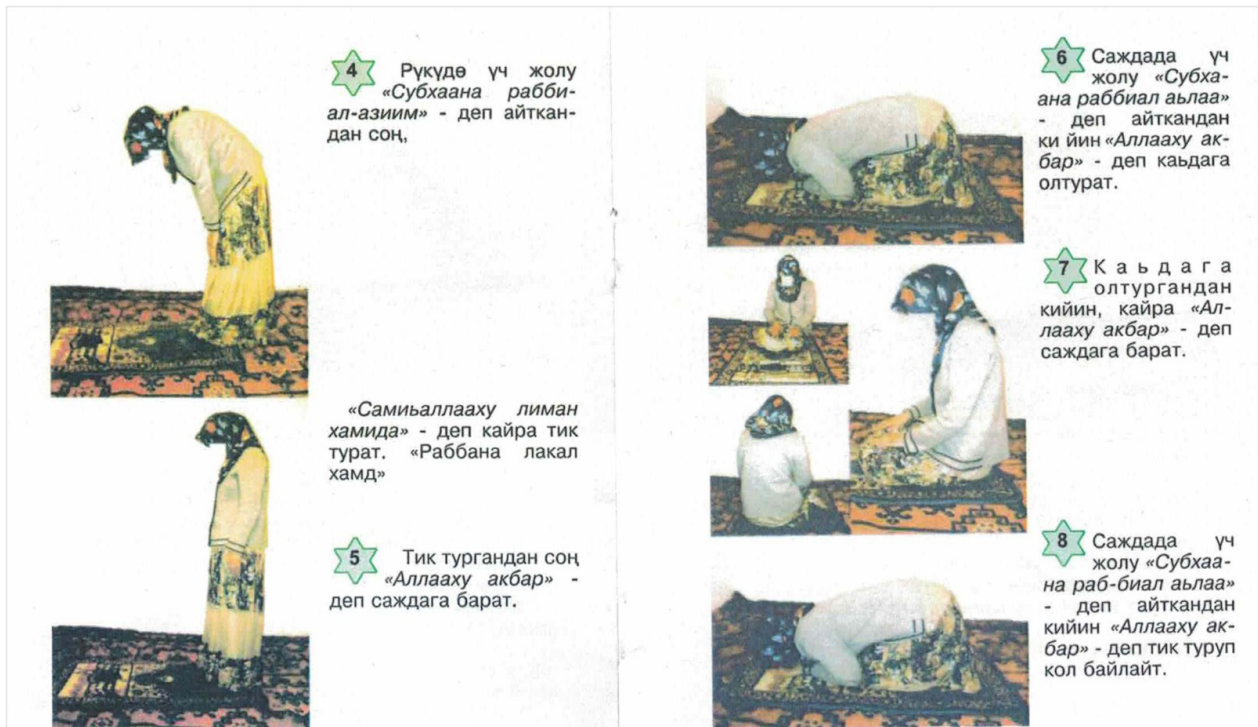 4 Рүкүдө үч жолу
«Субхаана рабби-
ал-азиим» - деп айткан-
дан соң,
«Самиьаллааху лиман
хамида» - деп кайра тик
турат. «Раббана лакал
хамд»
5 Тик тургандан соң
«Аллааху акбар» -
деп саждага барат.
6 Саждада үч
жолу «Субха-
ана раббиал аьлаа»
- деп айткандан
ки йин «Аллааху ак-
бар» - деп каьдага
олтурат.
7 Каьдага
олтургандан
кийин, кайра «Ал-
лааху акбар» - деп
саждага барат.
8 Саждада үч
жолу «Субхаа-
на раб-биал аьлаа»
- деп айткандан
кийин «Аллааху ак-
бар» - деп тик туруп
кол байлайт.